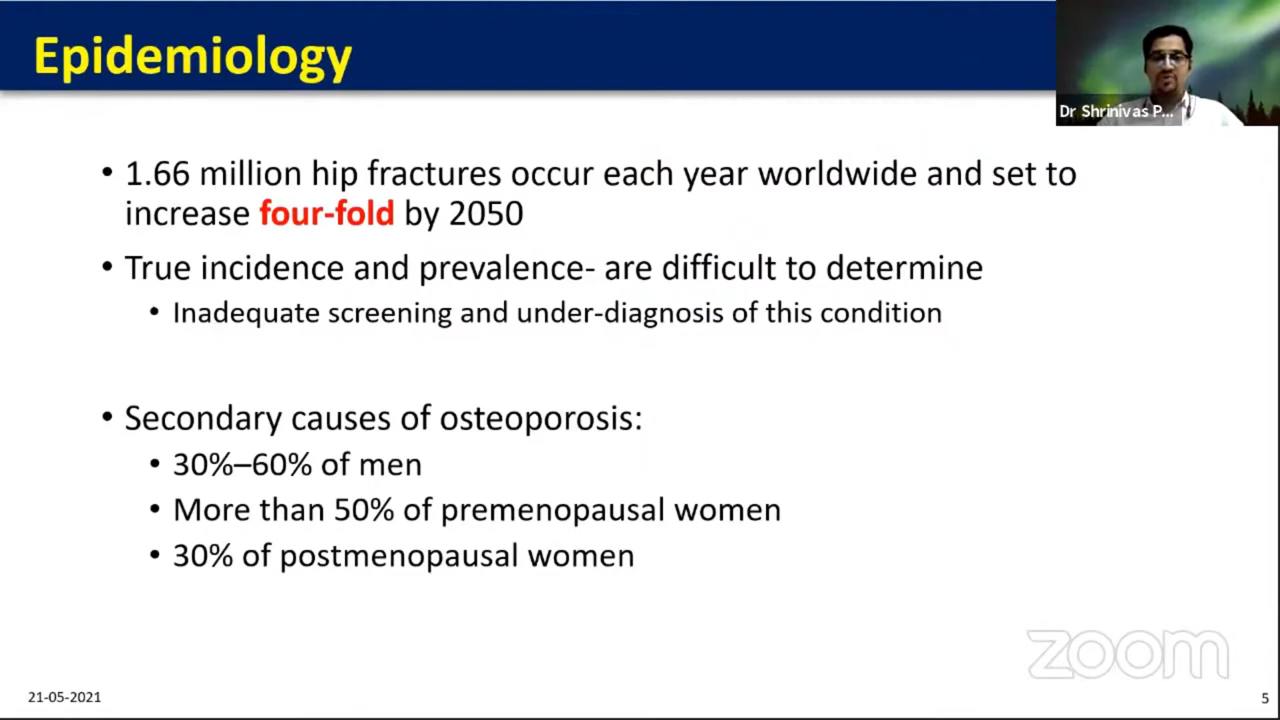 Epidemiology
Dr Shrinivas P...
• 1.66 million hip fractures occur each year worldwide and set to
increase four-fold by 2050
• True incidence and prevalence- are difficult to determine
• Inadequate screening and under-diagnosis of this condition
• Secondary causes of osteoporosis:
• 30%–60% of men
• More than 50% of premenopausal women
• 30% of postmenopausal women
zoom
21-05-2021
5